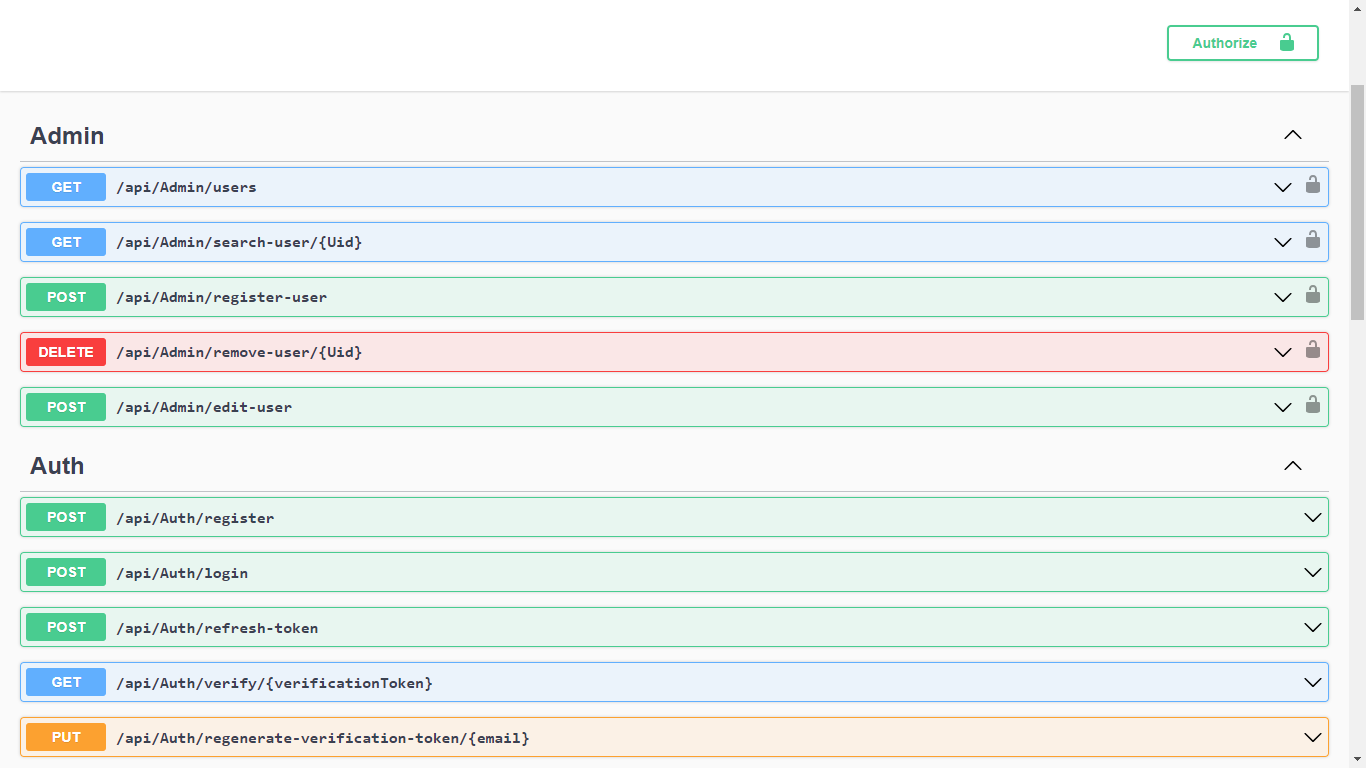 Authorize
Admin
GET /api/Admin/users
GET /api/Admin/search-user/{Uid}
POST /api/Admin/register-user
DELETE /api/Admin/remove-user/{Uid}
POST /api/Admin/edit-user
Auth
POST /api/Auth/register
POST /api/Auth/login
POST /api/Auth/refresh-token
GET /api/Auth/verify/{verificationToken}
PUT /api/Auth/regenerate-verification-token/{email}